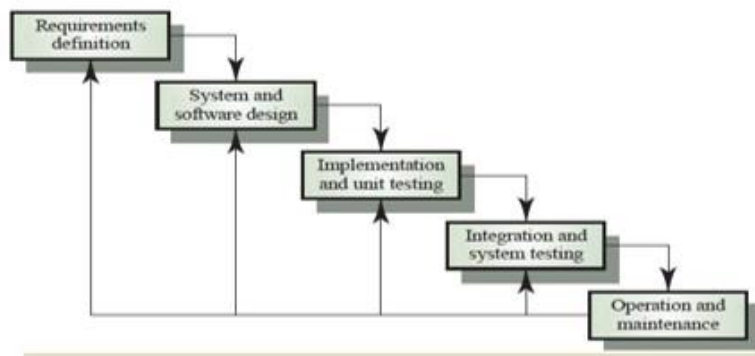 Requirements
definition
System and
software design
Implementation
and unit testing
Integration and
system testing
Operation and
maintenance